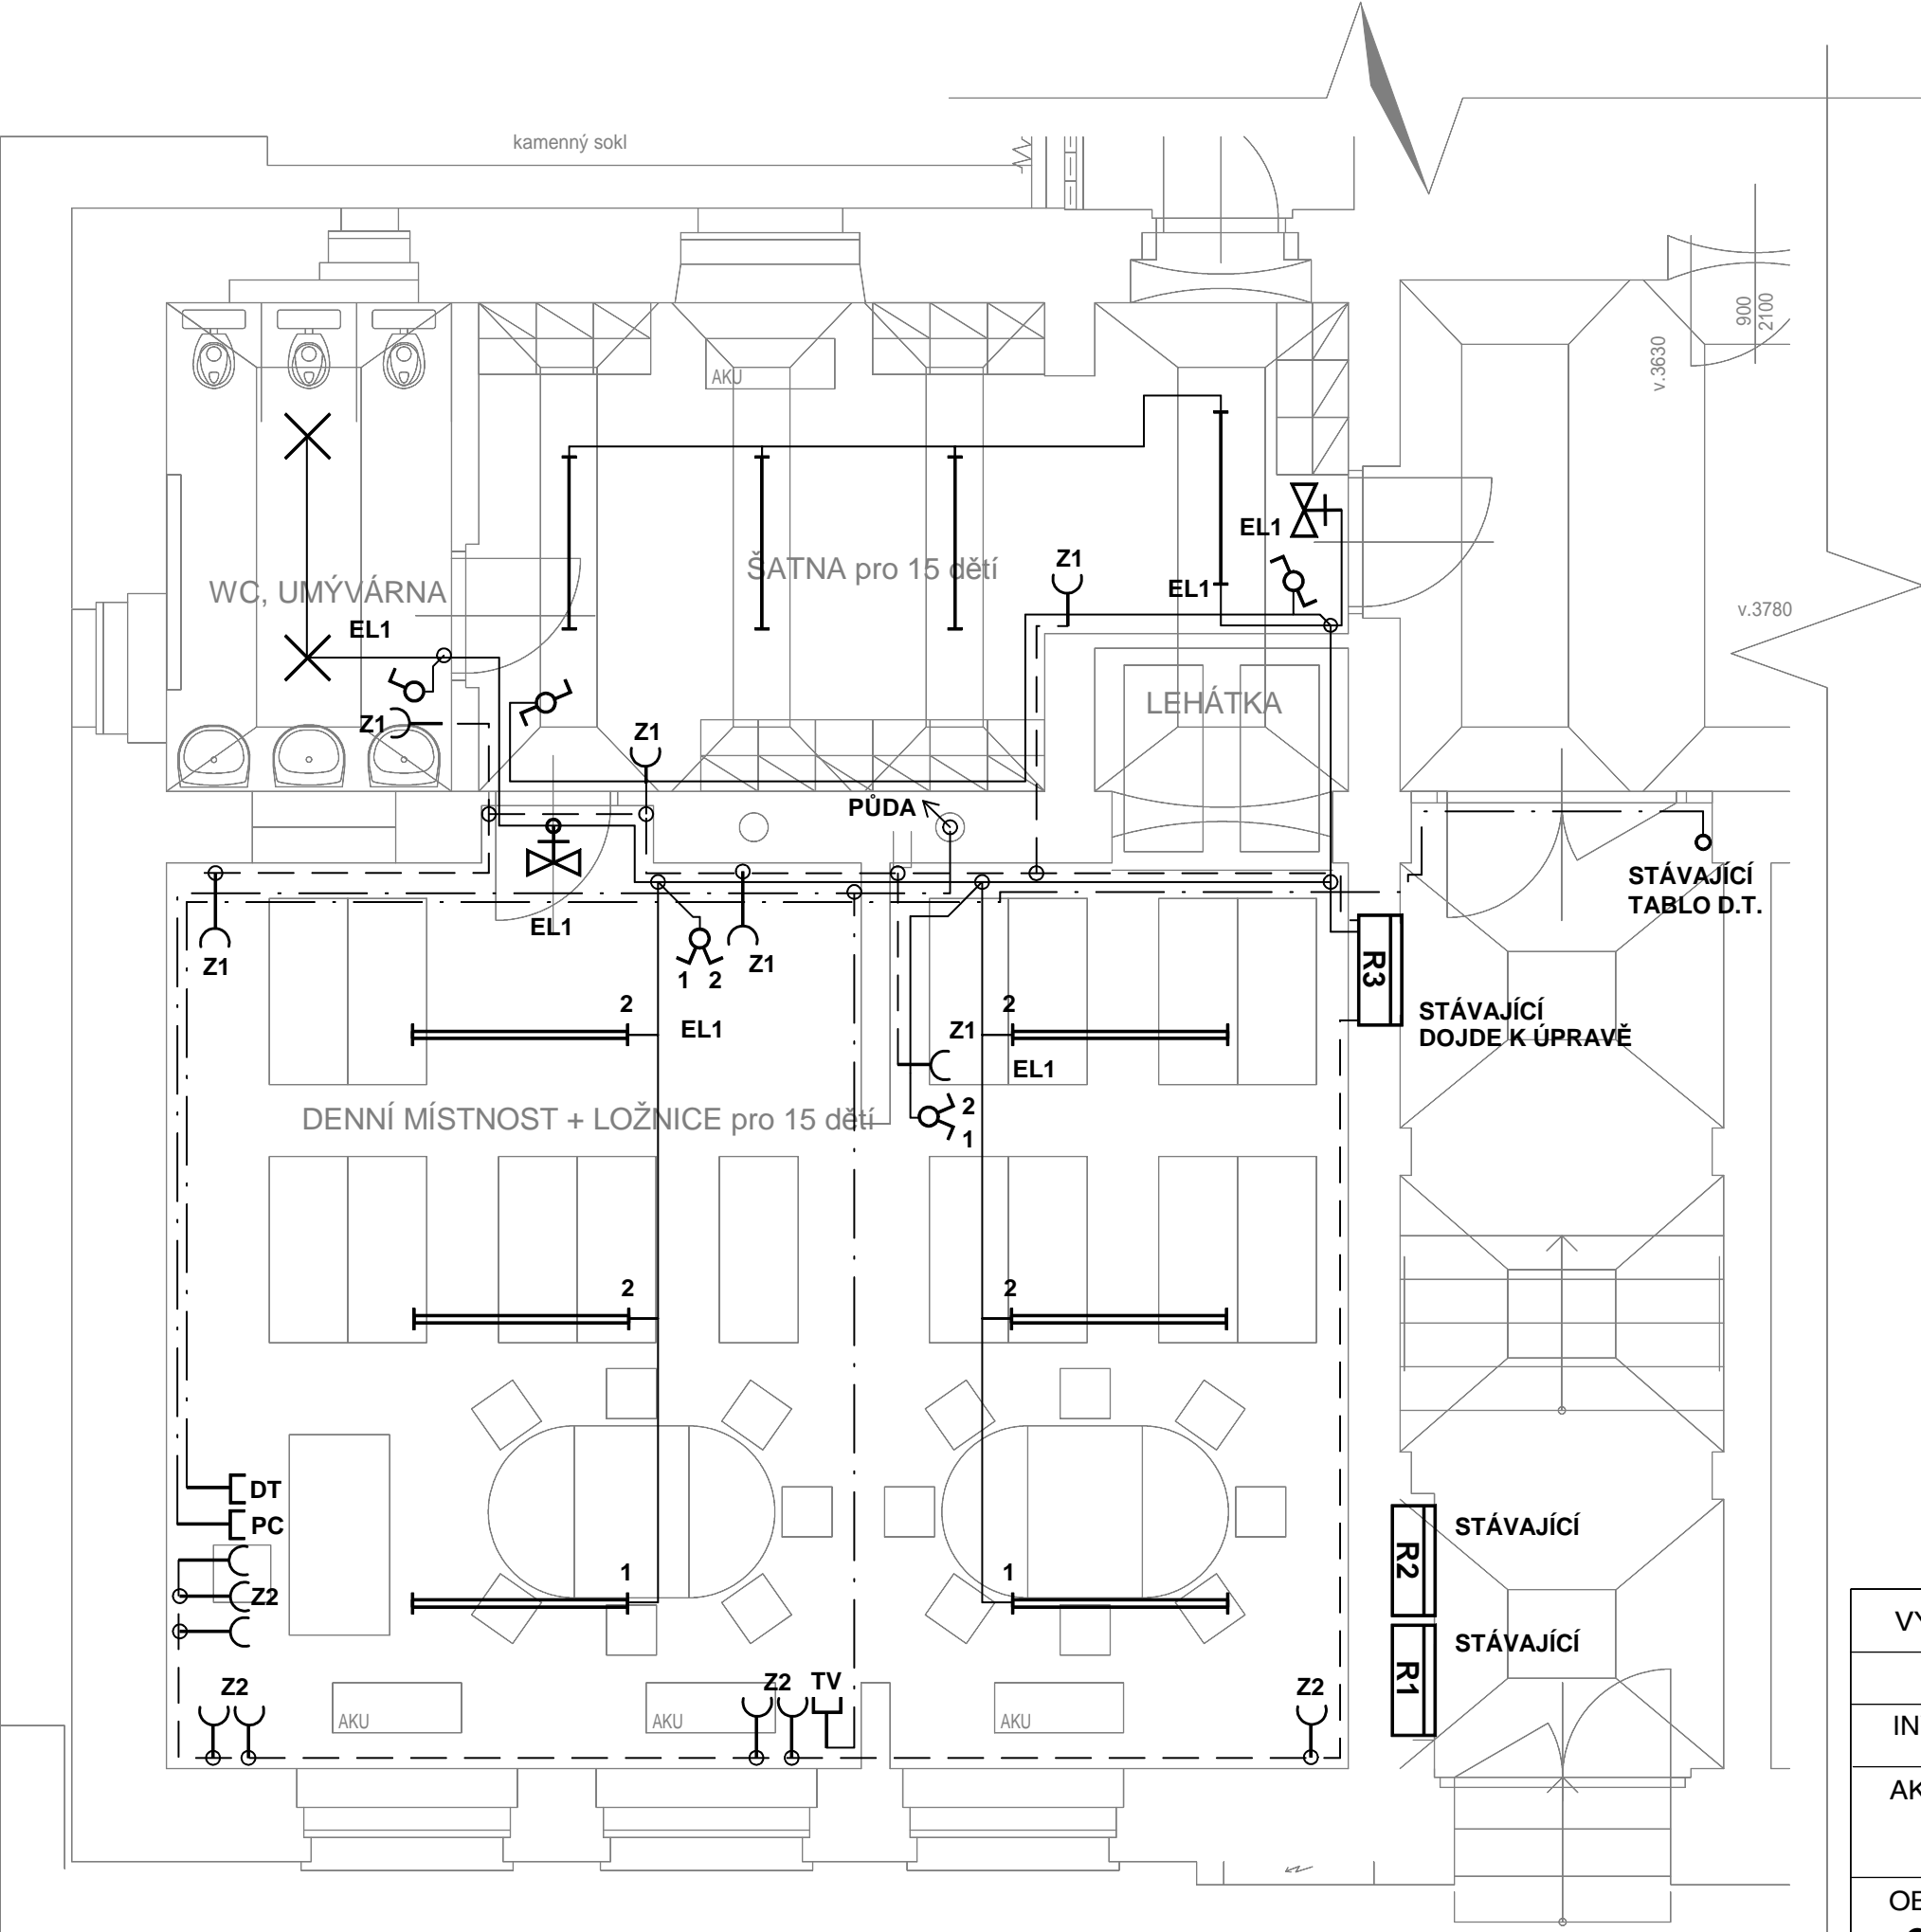 kamenný sokl
900
2100
v.3630
AKU
EL1
ŠATNA pro 15 dětí
Z1
EL1
WC, UMÝVÁRNA
v.3780
EL1
LEHÁTKA
Z1
Z1
PŮDA
STÁVAJÍCÍ
TABLO D.T.
EL1
Z1
Z1
1 2
R3
2
EL1
2
Z1
STÁVAJÍCÍ
DOJDE K ÚPRAVĚ
EL1
DENNÍ MÍSTNOST + LOŽNICE pro 15 dětí
2
1
2
2
DT
PC
STÁVAJÍCÍ
R2
1
1
Z2
STÁVAJÍCÍ
R1
Z2
Z2
TV
Z2
AKU
AKU
AKU
VÝ
IN
AK